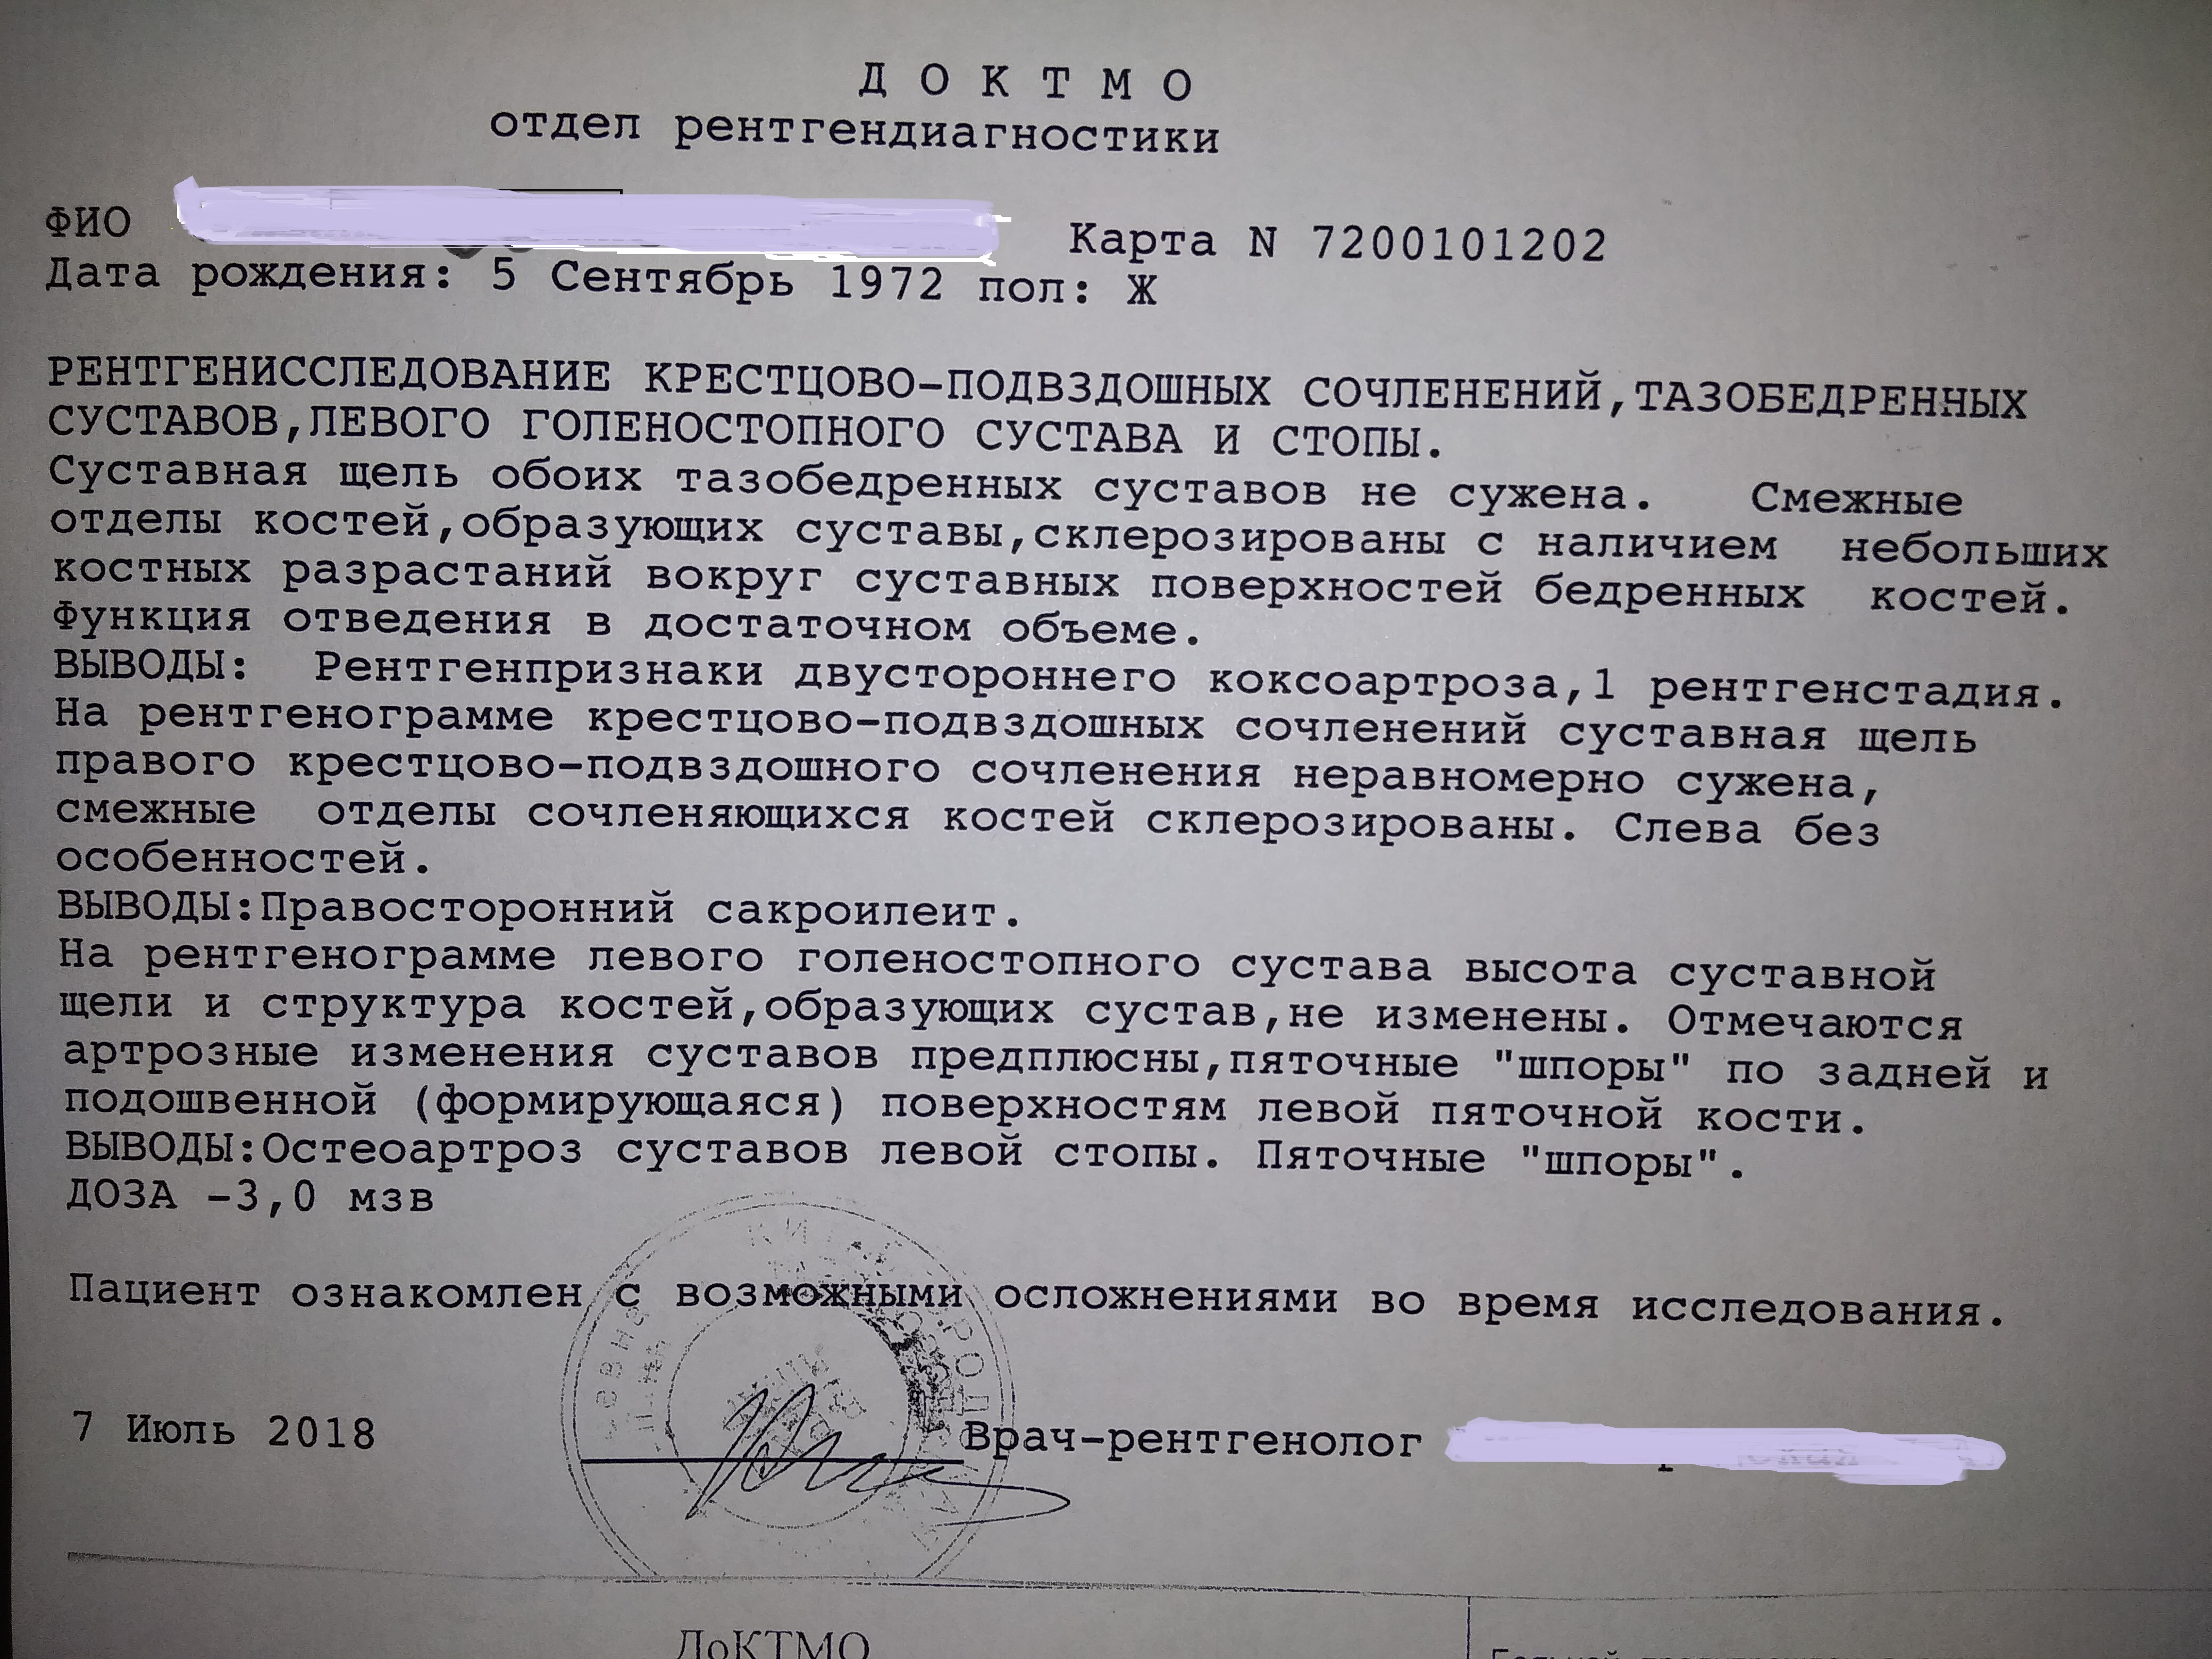 Д О К Т М О
отдел рентгендиагностики
ФИО Карта N 7200101202
Дата рождения: 5 Сентябрь 1972 пол: Ж
РЕНТГЕНИССЛЕДОВАНИЕ КРЕСТЦОВО-ПОДВЗДОШНЫХ СОЧЛЕНЕНИЙ,ТАЗОБЕДРЕННЫХ
СУСТАВОВ,ЛЕВОГО ГОЛЕНОСТОПНОГО СУСТАВА И СТОПЫ.
Суставная щель обоих тазобедренных суставов не сужена. Смежные
отделы костей,образующих суставы,склерозированы с наличием небольших
костных разрастаний вокруг суставных поверхностей бедренных костей.
Функция отведения в достаточном объеме.
ВЫВОДЫ: Рентгенпризнаки двустороннего коксоартроза,1 рентгенстадия.
На рентгенограмме крестцово-подвздошных сочленений суставная щель
правого крестцово-подвздошного сочленения неравномерно сужена,
смежные отделы сочленяющихся костей склерозированы. Слева без
особенностей.
ВЫВОДЫ:Правосторонний сакроилеит.
На рентгенограмме левого голеностопного сустава высота суставной
щели и структура костей,образующих сустав,не изменены. Отмечаются
артрозные изменения суставов предплюсны,пяточные "шпоры" по задней и
подошвенной (формирующаяся) поверхностям левой пяточной кости.
ВЫВОДЫ:Остеоартроз суставов левой стопы. Пяточные "шпоры".
ДОЗА -3,0 мзв
Пациент ознакомлен с возможными осложнениями во время исследования.
7 Июль 2018 Врач-рентгенолог
ДоКТМО